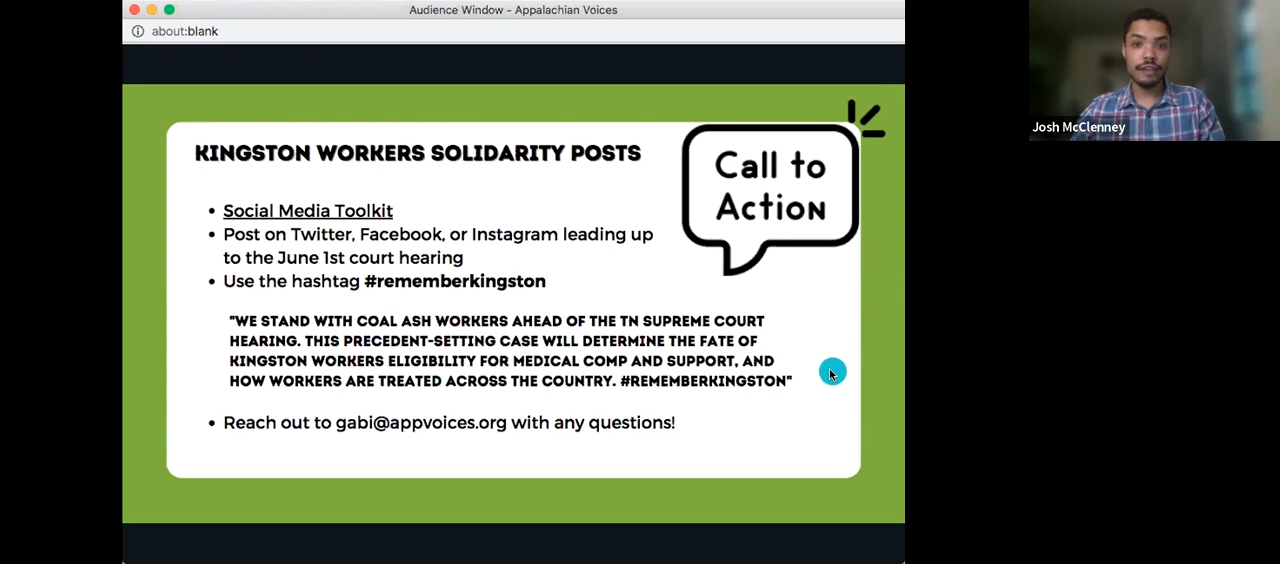 Audience Window - Appalachian Voices
about:blank
Josh McClenney
KINGSTON WORKERS SOLIDARITY POSTS
Call to
Action
• Social Media Toolkit
• Post on Twitter, Facebook, or Instagram leading up
to the June 1st court hearing
• Use the hashtag #rememberkingston
"WE STAND WITH COAL ASH WORKERS AHEAD OF THE TN SUPREME COURT
HEARING. THIS PRECEDENT-SETTING CASE WILL DETERMINE THE FATE OF
KINGSTON WORKERS ELIGIBILITY FOR MEDICAL COMP AND SUPPORT, AND
HOW WORKERS ARE TREATED ACROSS THE COUNTRY. #REMEMBERKINGSTON"
• Reach out to gabi@appvoices.org with any questions!